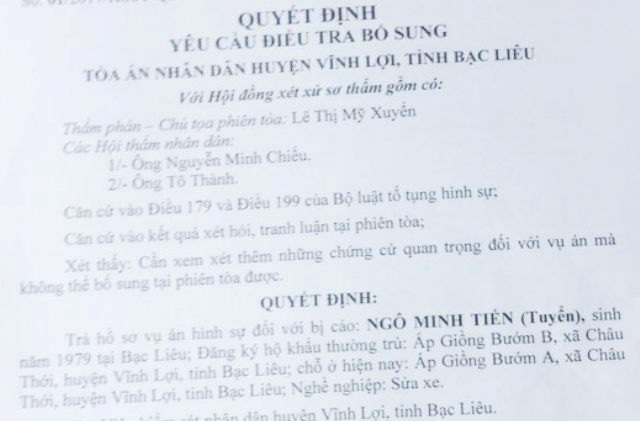 QUYẾT ĐỊNH
YÊU CẦU ĐIỀU TRA BỔ SUNG
TÒA ÁN NHÂN DÂN HUYỆN VĨNH LỢI, TỈNH BẠC LIÊU
Với Hội đồng xét xử sơ thẩm gồm có:
Thẩm phán – Chủ tọa phiên tòa: Lê Thị Mỹ Xuyển
Các Hội thẩm nhân dân:
1/- Ông Nguyễn Minh Chiếu.
2/- Ông Tô Thành.
Căn cứ vào Điều 179 và Điều 199 của Bộ luật tố tụng hình sự;
Căn cứ vào kết quả xét hỏi, tranh luận tại phiên tòa;
Xét thấy: Cần xem xét thêm những chứng cứ quan trọng đối với vụ án mà
không thể bổ sung tại phiên tòa được.
QUYẾT ĐỊNH:
Trả hồ sơ vụ án hình sự đối với bị cáo: NGÔ MINH TIẾN (Tuyển), sinh
năm 1979 tại Bạc Liêu; Đăng ký hộ khẩu thường trú: Ấp Giồng Bướm B, xã Châu
Thới, huyện Vĩnh Lợi, tỉnh Bạc Liêu; chỗ ở hiện nay: Ấp Giồng Bướm A, xã Châu
Thới, huyện Vĩnh Lợi, tỉnh Bạc Liêu; Nghề nghiệp: Sửa xe.
sát nhân dân huyện Vĩnh Lợi, tỉnh Bạc Liêu.